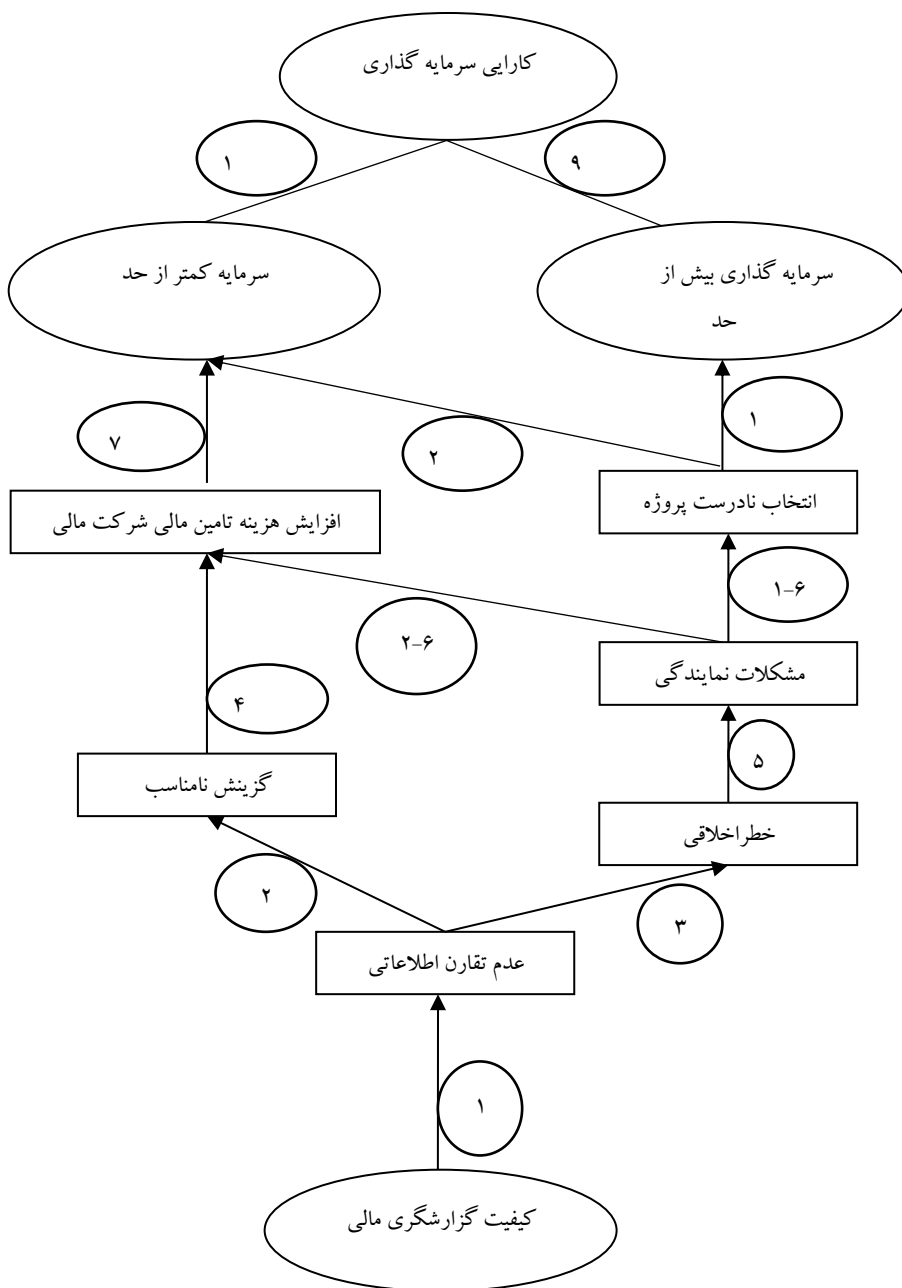 کارایی سرمایه گذاری
۱
۹
سرمایه کمتر از حد
سرمایه گذاری بیش از
حد
۷
۲
۱
افزایش هزینه تامین مالی شرکت مالی
انتخاب نادرست پروژه
۲-۶
۱-۶
مشکلات نمایندگی
۴
۵
گزینش نامناسب
خطراخلاقی
۲
۳
عدم تقارن اطلاعاتی
۱
کیفیت گزارشگری مالی